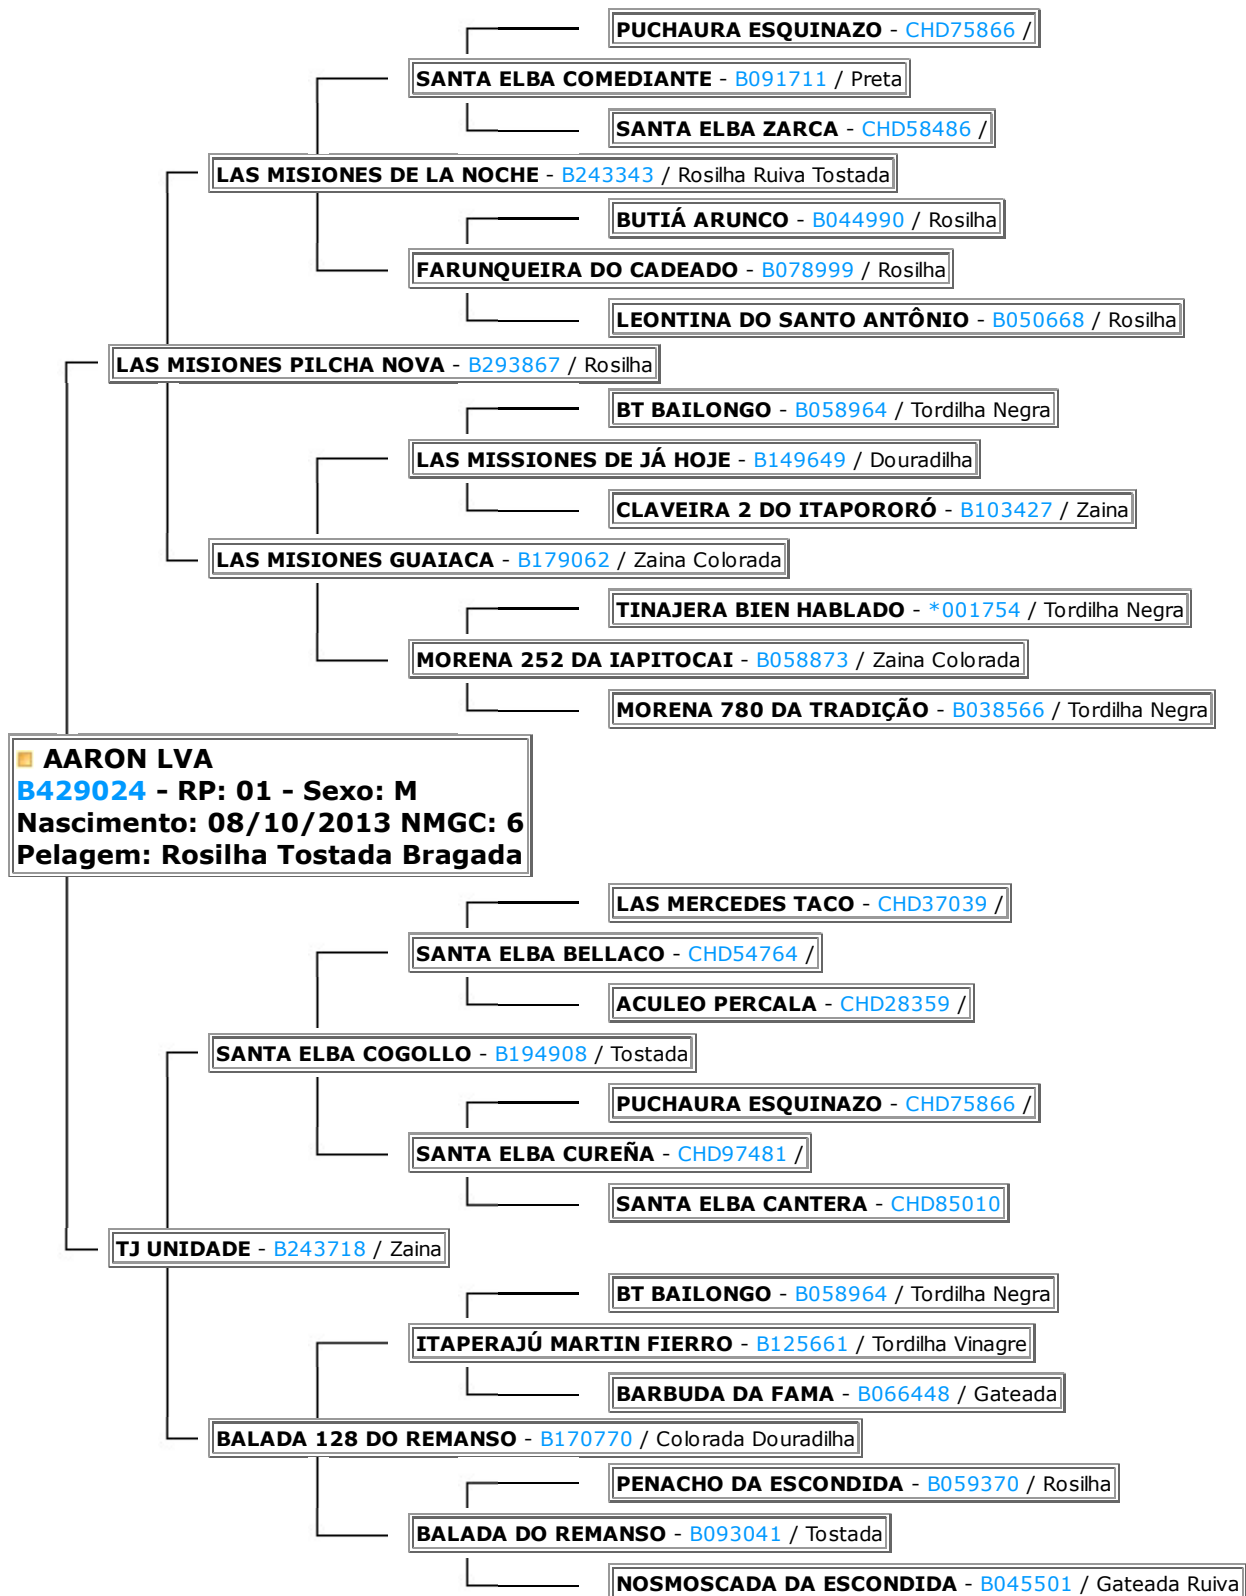 PUCHAURA ESQUINAZO - CHD75866 /
SANTA ELBA COMEDIANTE - B091711 / Preta
SANTA ELBA ZARCA - CHD58486 /
LAS MISIONES DE LA NOCHE - B243343 / Rosilha Ruiva Tostada
BUTIÁ ARUNCO - B044990 / Rosilha
FARUNQUEIRA DO CADEADO - B078999 / Rosilha
LEONTINA DO SANTO ANTÔNIO - B050668 / Rosilha
LAS MISIONES PILCHA NOVA - B293867 / Rosilha
BT BAILONGO - B058964 / Tordilha Negra
LAS MISSIONES DE JÁ HOJE - B149649 / Douradilha
CLAVEIRA 2 DO ITAPORORÓ - B103427 / Zaina
LAS MISIONES GUAIACA - B179062 / Zaina Colorada
TINAJERA BIEN HABLADO - *001754 / Tordilha Negra
MORENA 252 DA IAPITOCAI - B058873 / Zaina Colorada
MORENA 780 DA TRADIÇÃO - B038566 / Tordilha Negra
AARON LVA
B429024 - RP: 01 - Sexo: M
Nascimento: 08/10/2013 NMGC: 6
Pelagem: Rosilha Tostada Bragada
LAS MERCEDES TACO - CHD37039 /
SANTA ELBA BELLACO - CHD54764 /
ACULEO PERCALA - CHD28359 /
SANTA ELBA COGOLLO - B194908 / Tostada
PUCHAURA ESQUINAZO - CHD75866 /
SANTA ELBA CUREÑA - CHD97481 /
SANTA ELBA CANTERA - CHD85010
TJ UNIDADE - B243718 / Zaina
BT BAILONGO - B058964 / Tordilha Negra
ITAPERAJÚ MARTIN FIERRO - B125661 / Tordilha Vinagre
BARBUDA DA FAMA - B066448 / Gateada
BALADA 128 DO REMANSO - B170770 / Colorada Douradilha
PENACHO DA ESCONDIDA - B059370 / Rosilha
BALADA DO REMANSO - B093041 / Tostada
NOSMOSCADA DA ESCONDIDA - B045501 / Gateada Ruiva